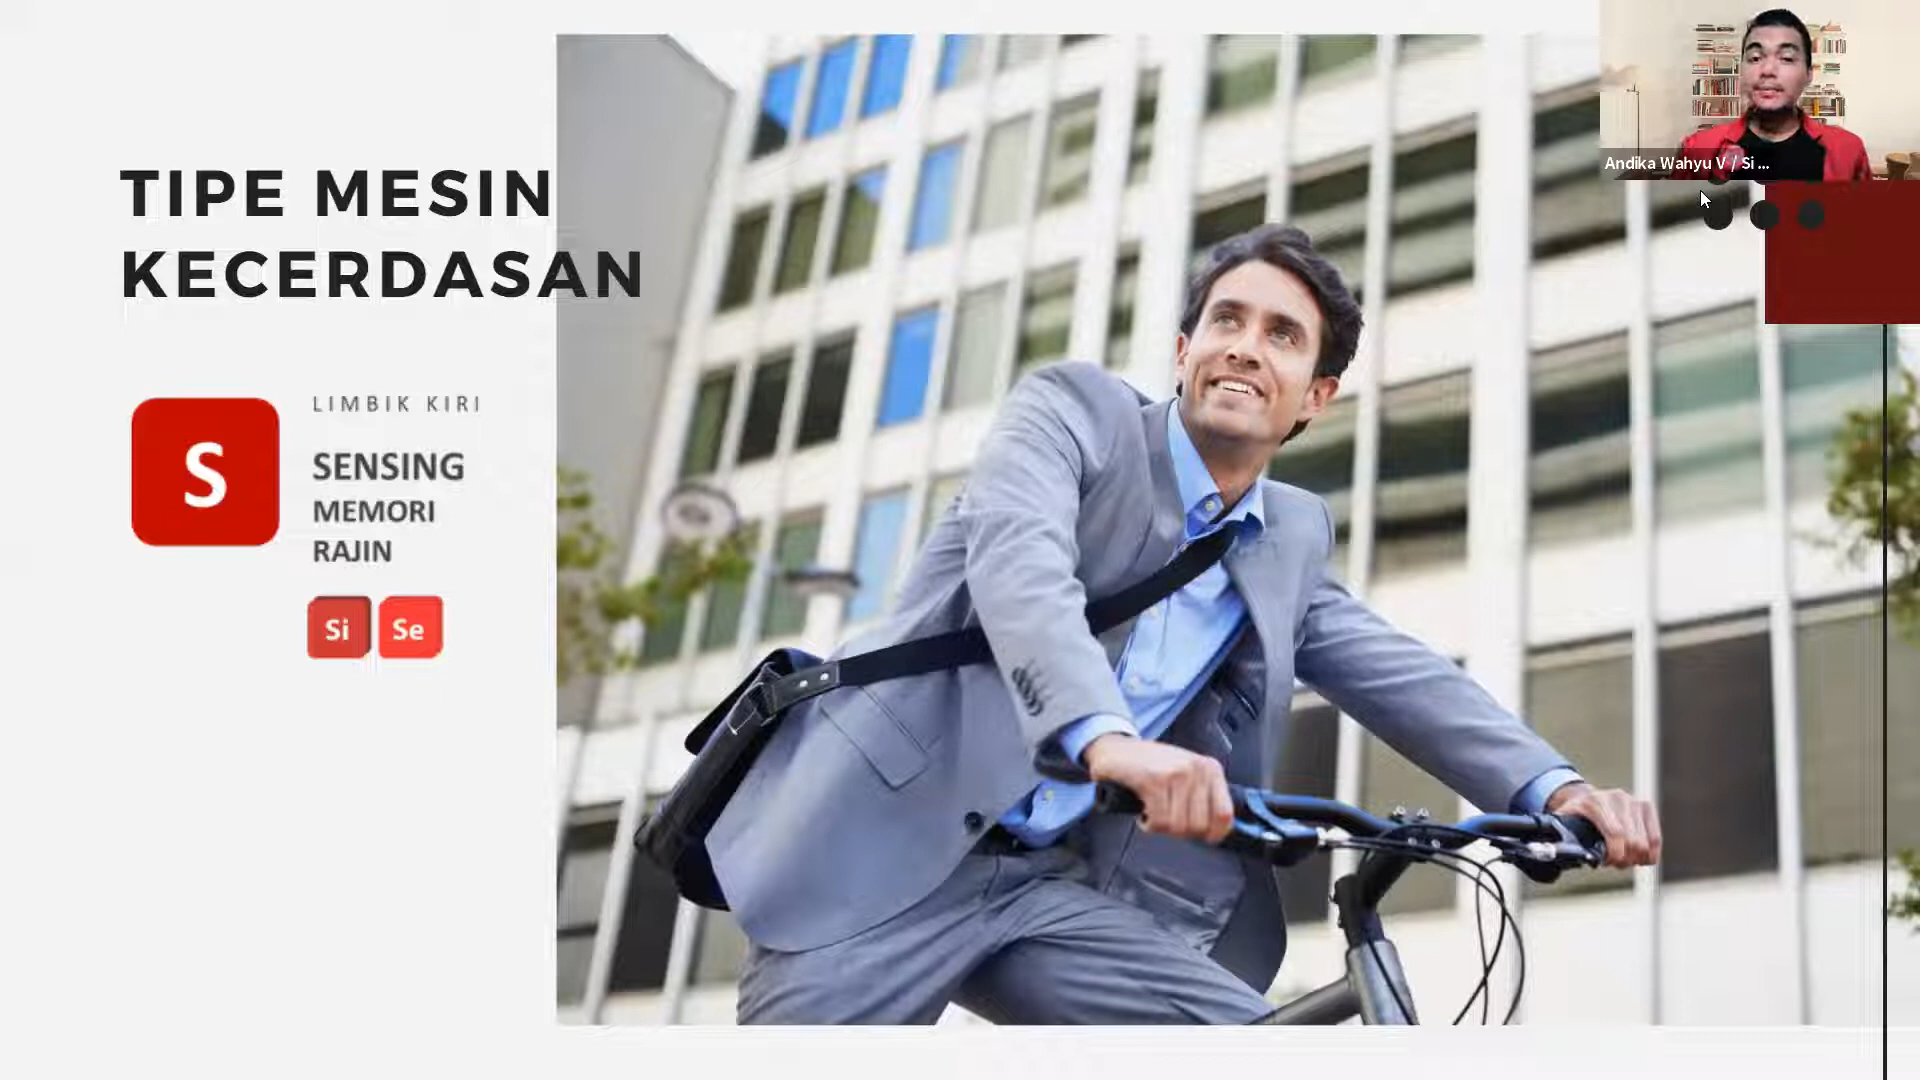 TIPE MESIN
KECERDASAN
S
LIMBIK KIRI
SENSING
MEMORI
RAJIN
Si Se
Andika Wahyu V / Si ...